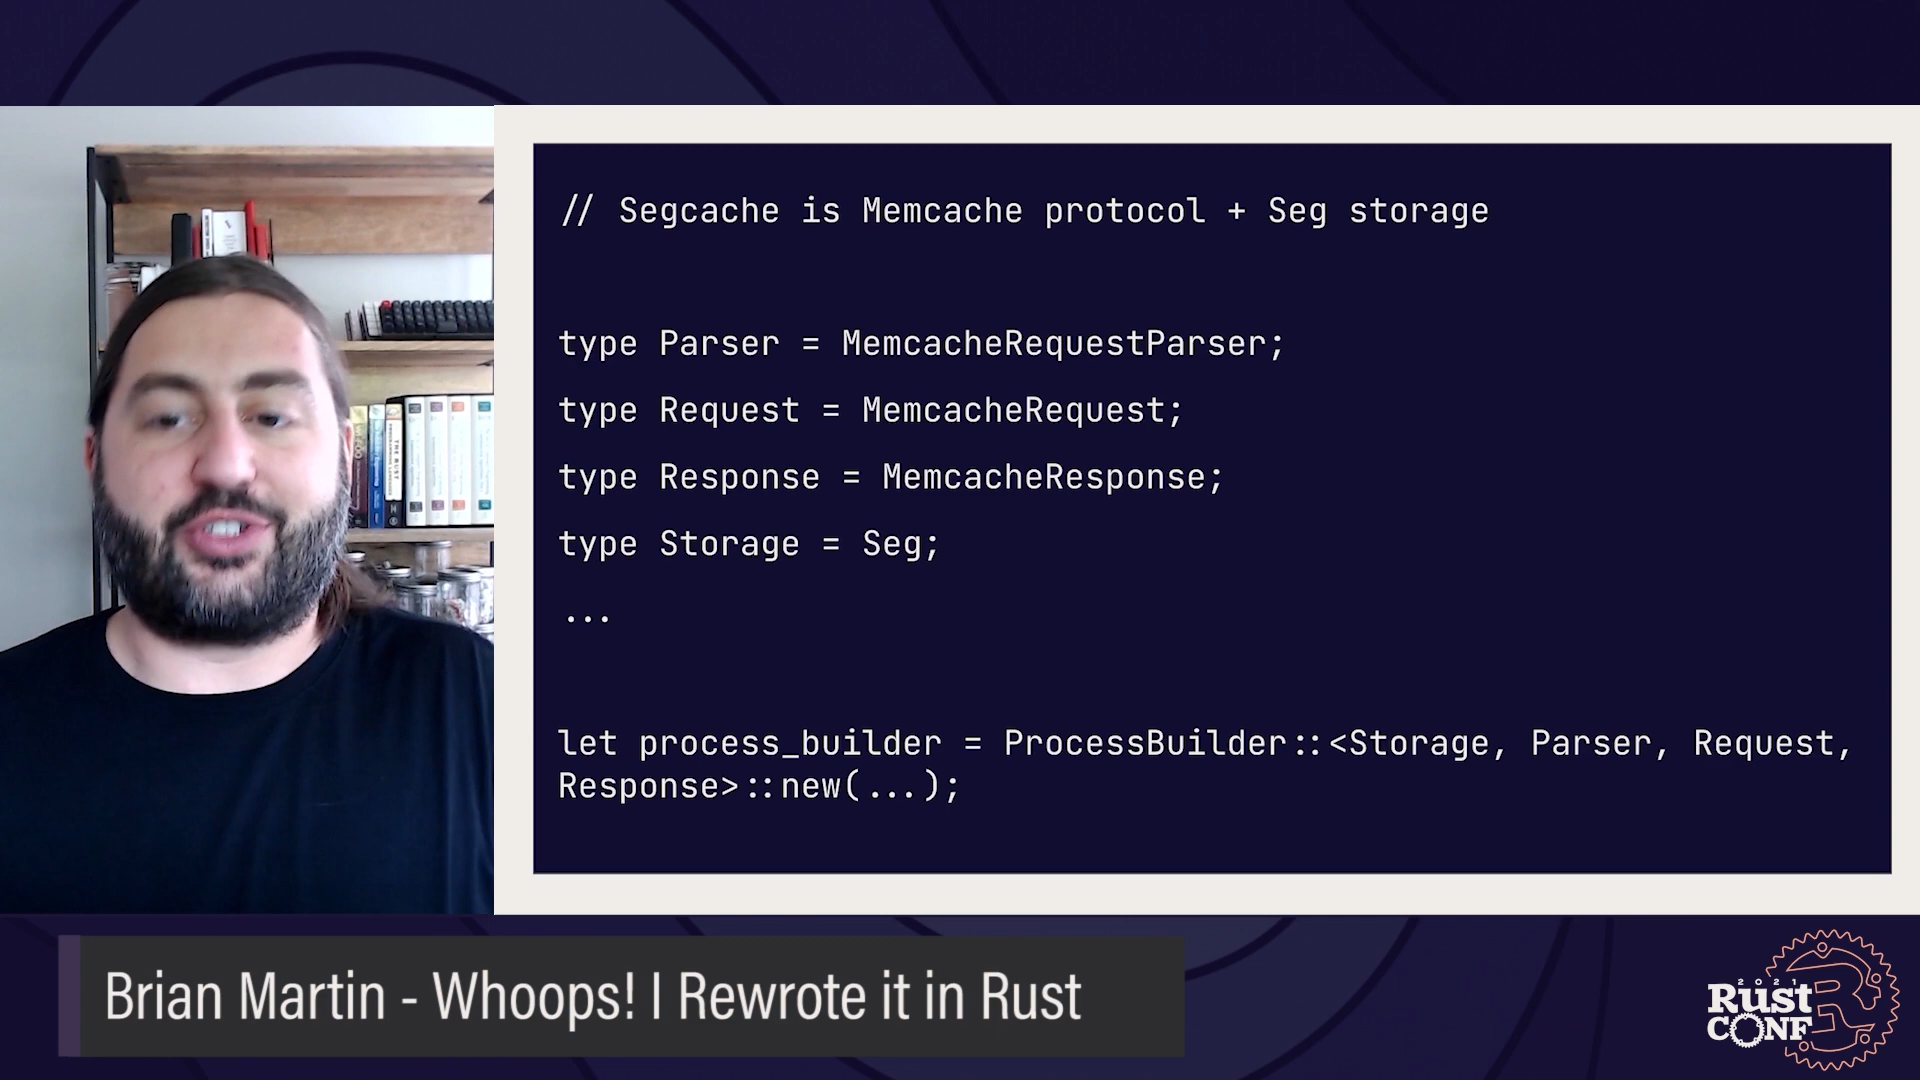 // Segcache is Memcache protocol + Seg storage
type Parser = MemcacheRequestParser;
type Request = MemcacheRequest;
type Response = MemcacheResponse;
type Storage = Seg;
...
let process_builder = ProcessBuilder::<Storage, Parser, Request,
Response>::new(...);
Brian Martin - Whoops! I Rewrote it in Rust
2021
Rust
CONF